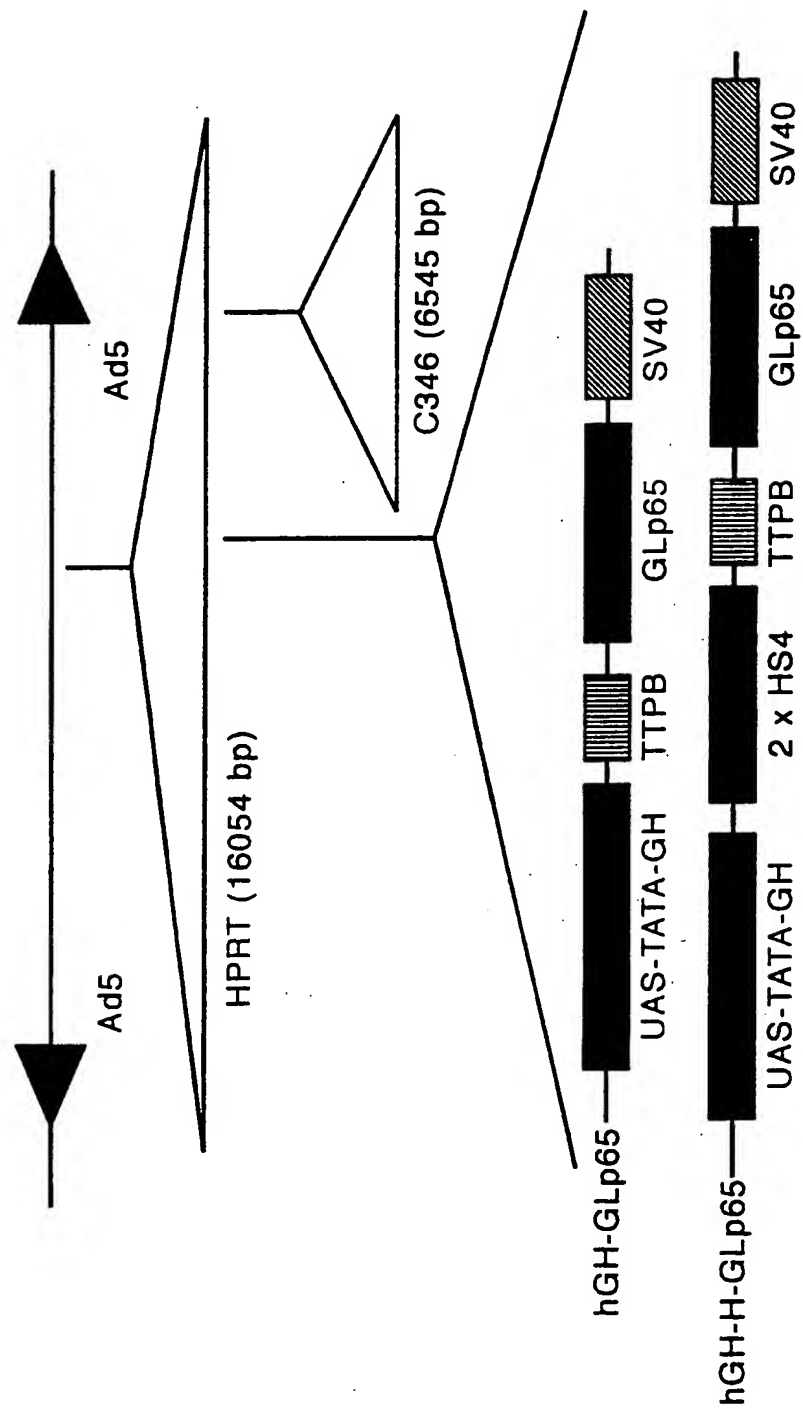 Ad5
Ad5
HPRT (16054 bp)
C346 (6545 bp)
hGH-GLp65
UAS-TATA-GH
TTPB
GLp65
SV40
hGH-H-GLp65
UAS-TATA-GH
2 x HS4
TTPB
GLp65
SV40